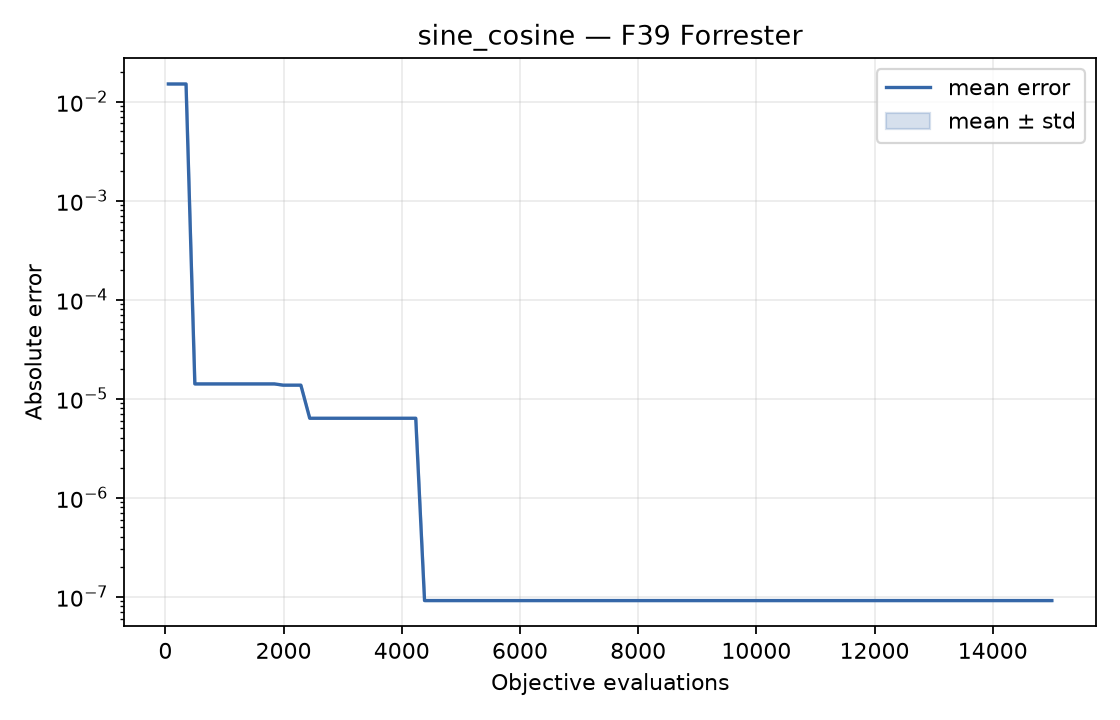 sine_cosine — F39 Forrester
mean error
mean ± std
10⁻²
10⁻³
10⁻⁴
10⁻⁵
10⁻⁶
10⁻⁷
Absolute error
0 2000 4000 6000 8000 10000 12000 14000
Objective evaluations